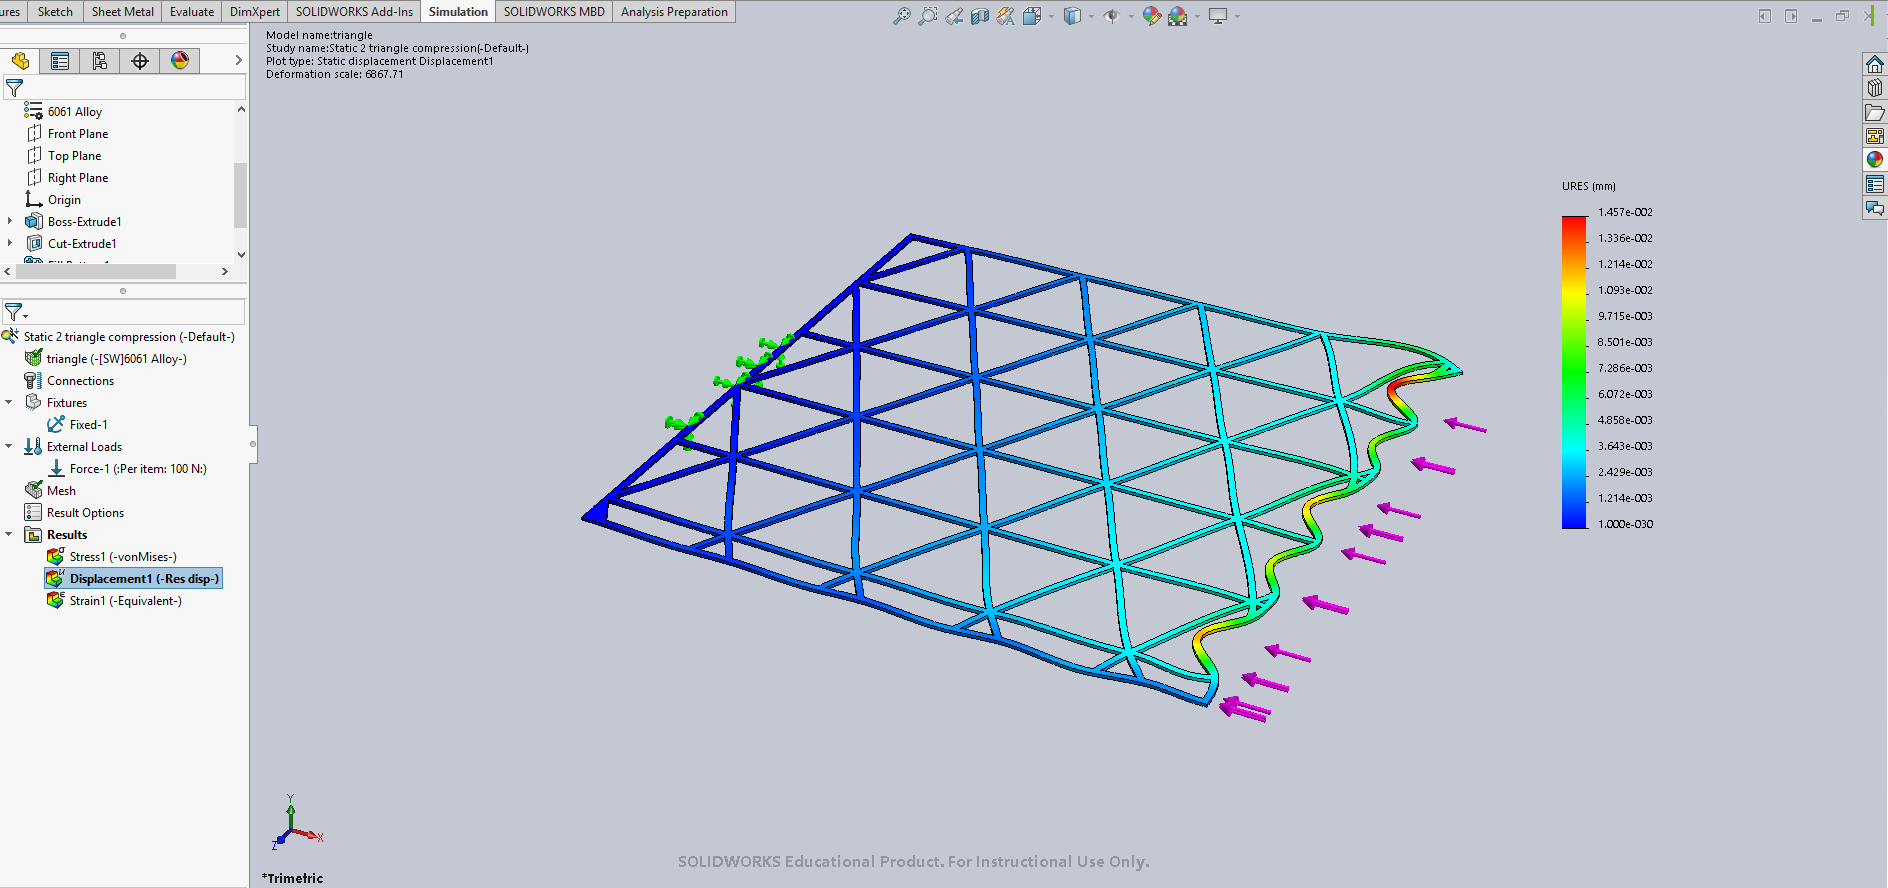 ures Sketch Sheet Metal Evaluate DimXpert SOLIDWORKS Add-Ins Simulation SOLIDWORKS MBD Analysis Preparation
Model name:triangle
Study name:Static 2 triangle compression(-Default-)
Plot type: Static displacement Displacement1
Deformation scale: 6867.71
6061 Alloy
Front Plane
Top Plane
Right Plane
Origin
Boss-Extrude1
Cut-Extrude1
Static 2 triangle compression (-Default-)
triangle (-[SW]6061 Alloy-)
Connections
Fixtures
Fixed-1
External Loads
Force-1 (:Per item: 100 N:)
Mesh
Result Options
Results
Stress1 (-vonMises-)
Displacement1 (-Res disp-)
Strain1 (-Equivalent-)
URES (mm)
1.457e-002
1.336e-002
1.214e-002
1.093e-002
9.715e-003
8.501e-003
7.286e-003
6.072e-003
4.858e-003
3.643e-003
2.429e-003
1.214e-003
1.000e-030
Y
X
Z
SOLIDWORKS Educational Product. For Instructional Use Only.
*Trimetric